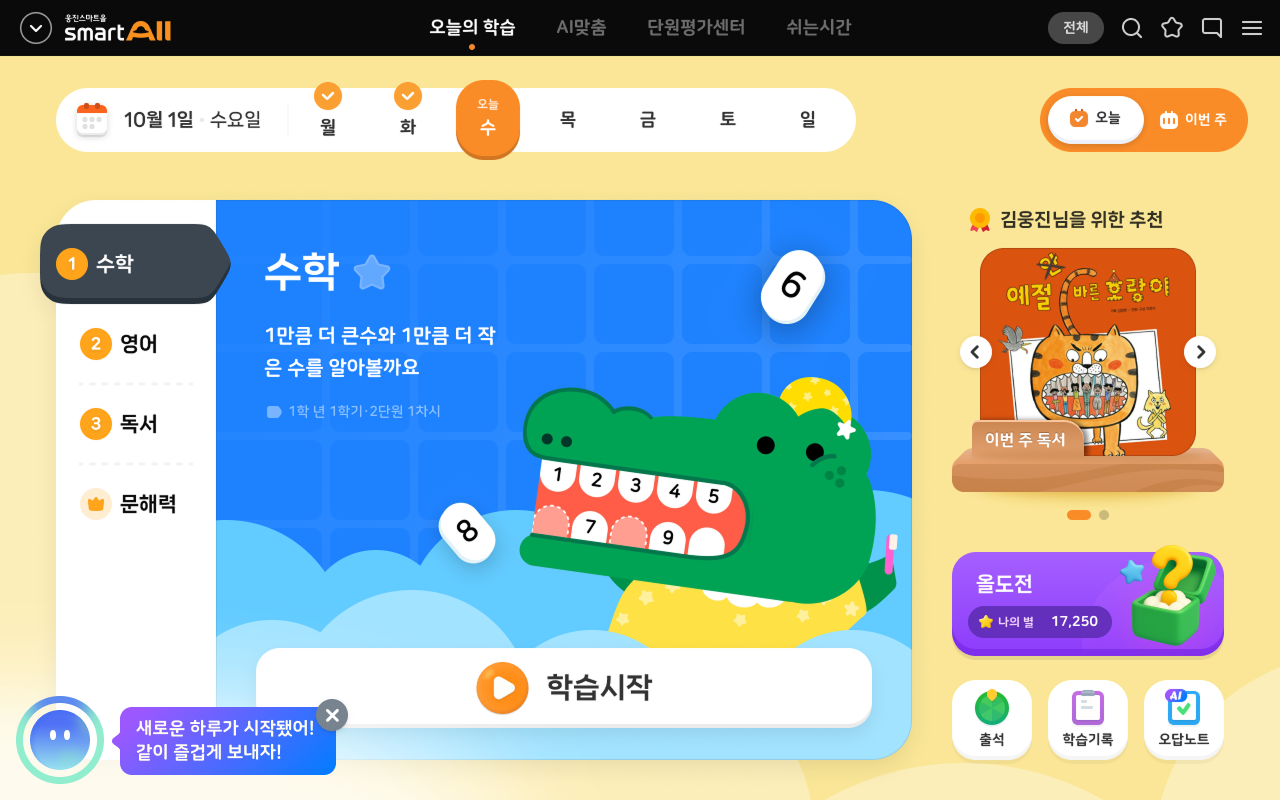 웅진스마트올
smartAll
오늘의 학습
AI맞춤
단원평가센터
쉬는시간
전체
10월 1일 · 수요일
월
화
오늘
수
목
금
토
일
오늘
이번 주
1 수학
2 영어
3 독서
문해력
수학
1만큼 더 큰수와 1만큼 더 작
은 수를 알아볼까요
1학 년 1학기·2단원 1차시
6
8
1 2 3 4 5
7 9
학습시작
김웅진님을 위한 추천
예절 바른 호랑이
이번 주 독서
올도전
나의 별 17,250
?
출석
학습기록
AI
오답노트
새로운 하루가 시작됐어!
같이 즐겁게 보내자!